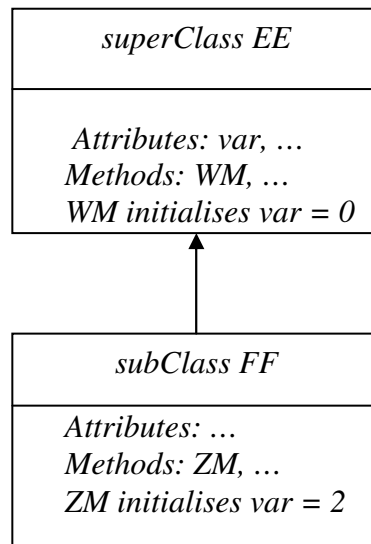 superClass EE
Attributes: var, …
Methods: WM, …
WM initialises var = 0
subClass FF
Attributes: …
Methods: ZM, …
ZM initialises var = 2